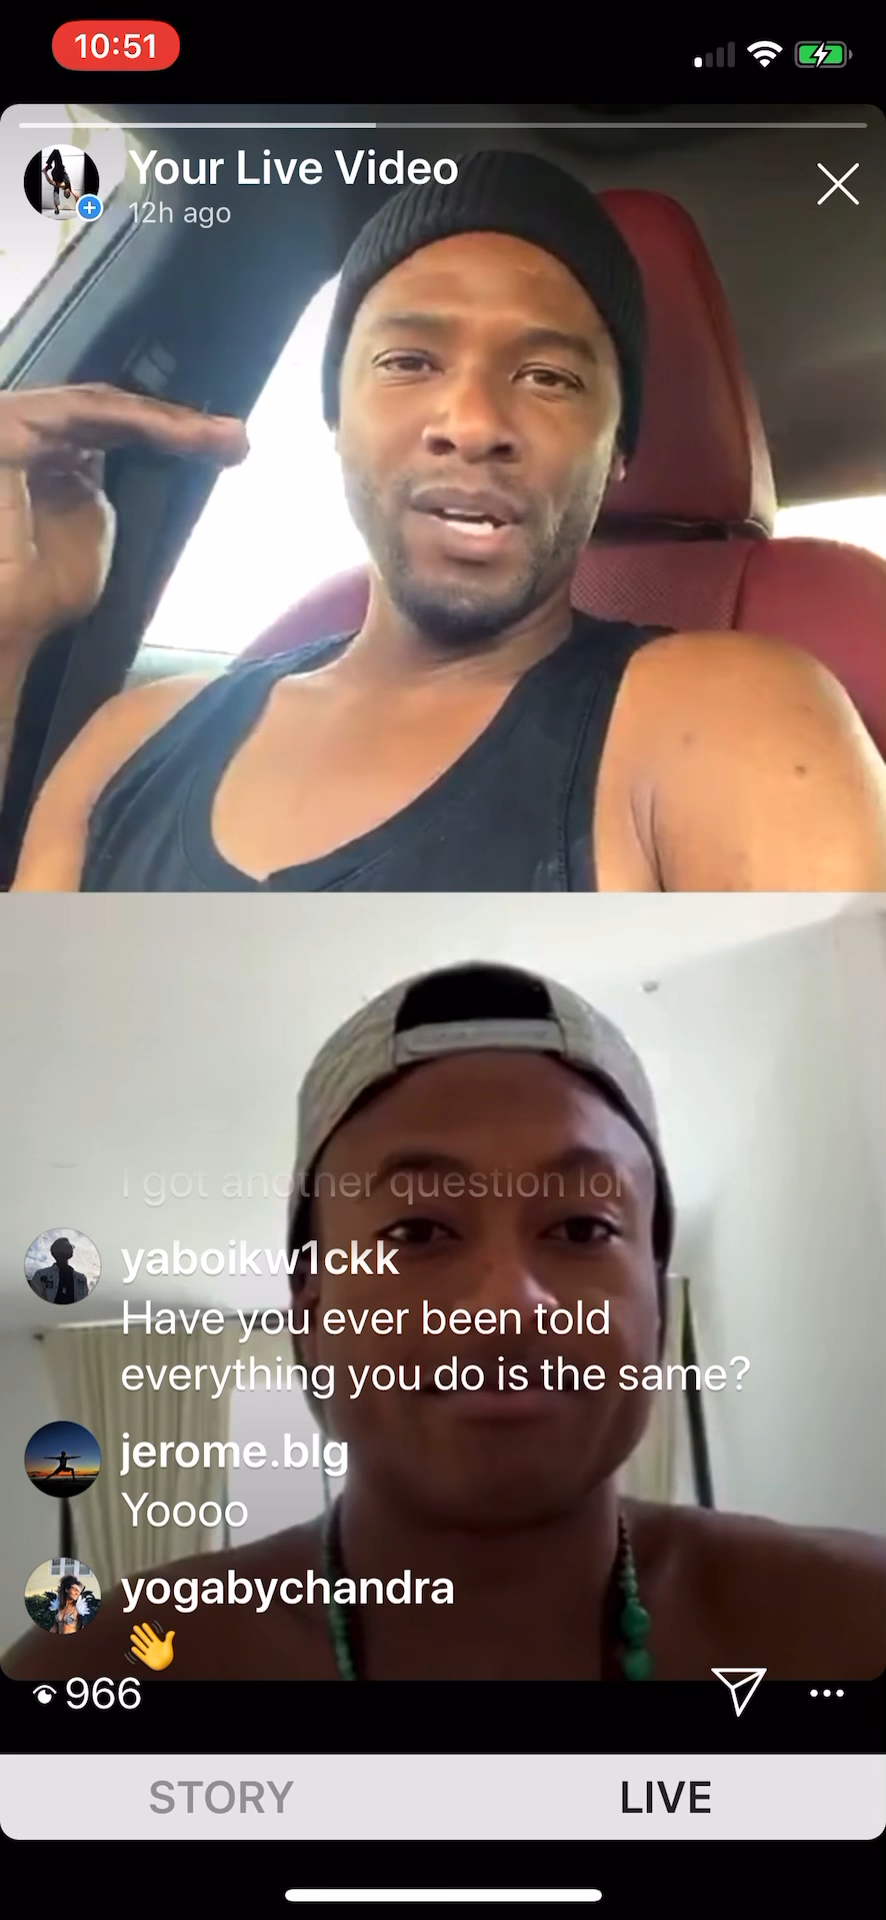 10:51
Your Live Video
12h ago
I got another question lol
yaboikw1ckk
Have you ever been told
everything you do is the same?
jerome.blg
Yoooo
yogabychandra
👋
966
STORY
LIVE